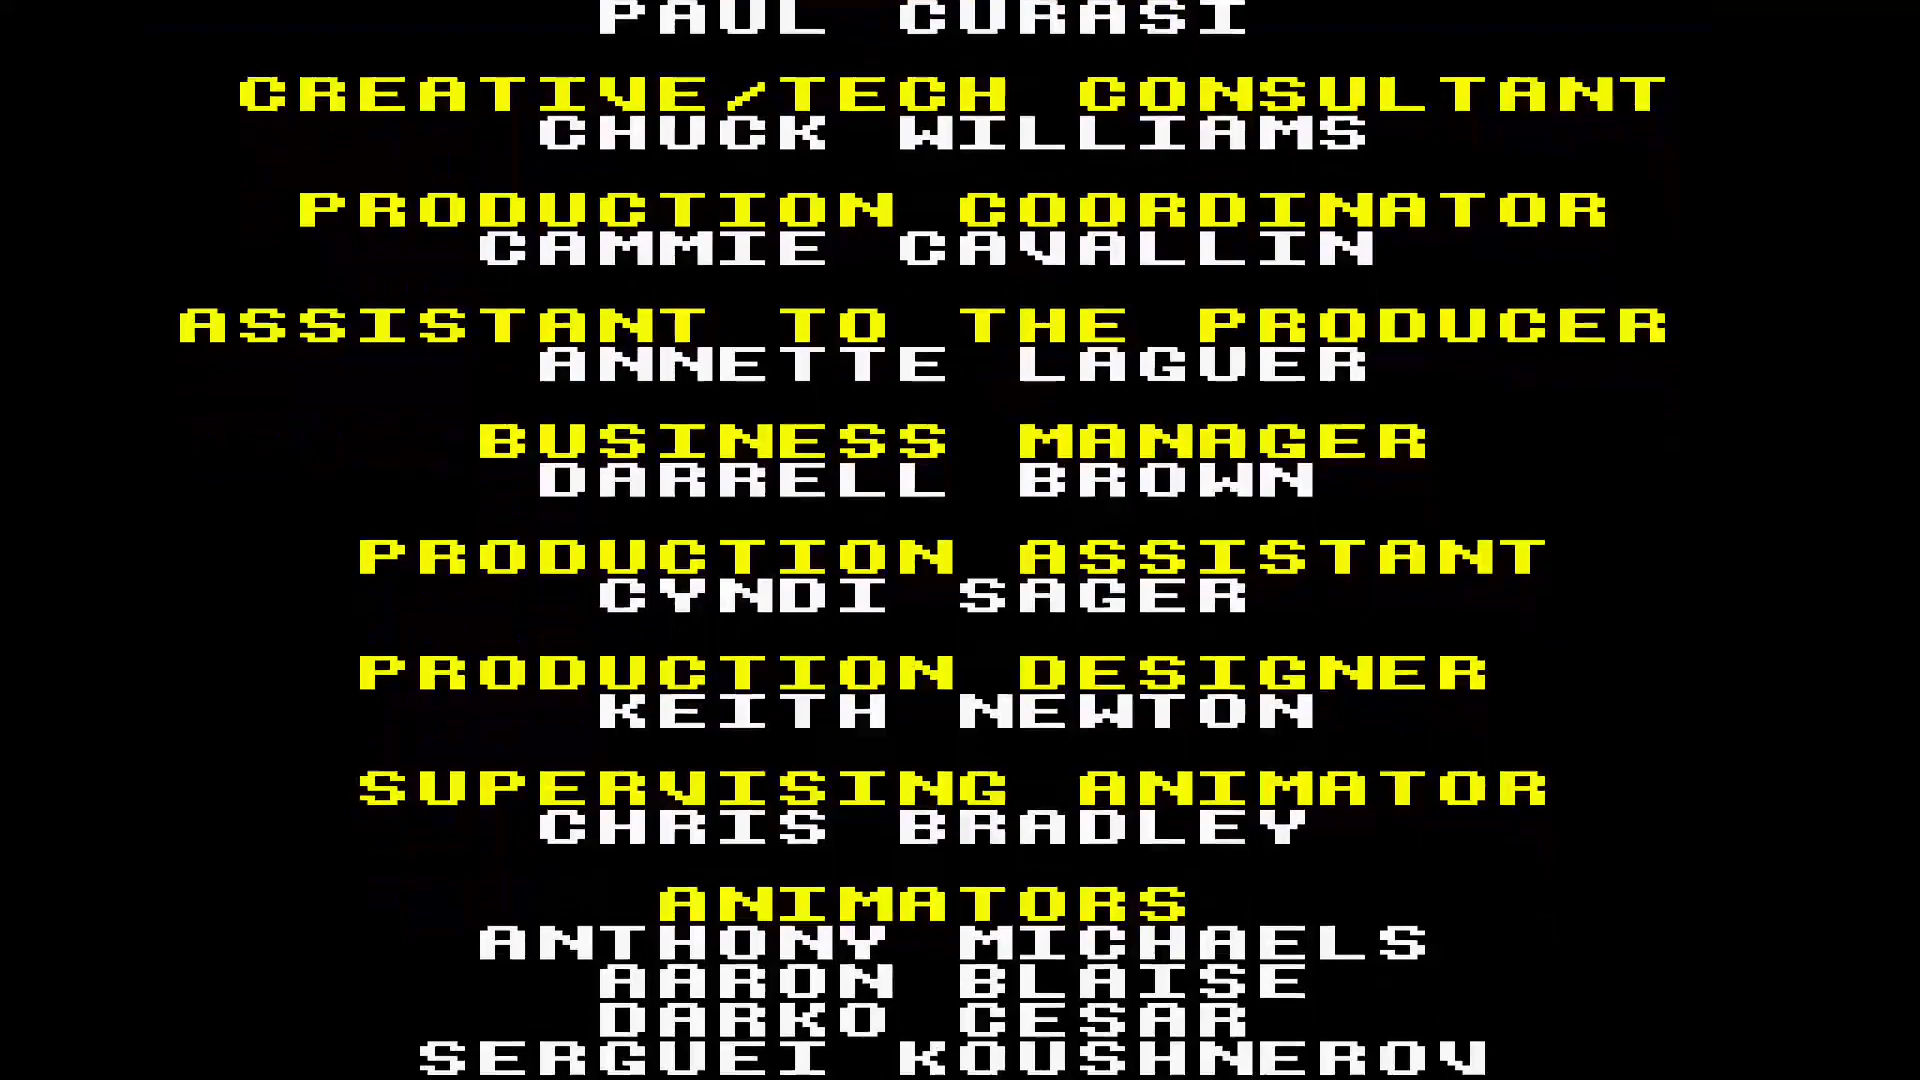 PAUL CURASI
CREATIVE/TECH CONSULTANT
CHUCK WILLIAMS
PRODUCTION COORDINATOR
CAMMIE CAVALLIN
ASSISTANT TO THE PRODUCER
ANNETTE LAGUER
BUSINESS MANAGER
DARRELL BROWN
PRODUCTION ASSISTANT
CYNDI SAGER
PRODUCTION DESIGNER
KEITH NEWTON
SUPERVISING ANIMATOR
CHRIS BRADLEY
ANIMATORS
ANTHONY MICHAELS
AARON BLAISE
DARKO CESAR
SERGUEI KOUSHNEROV